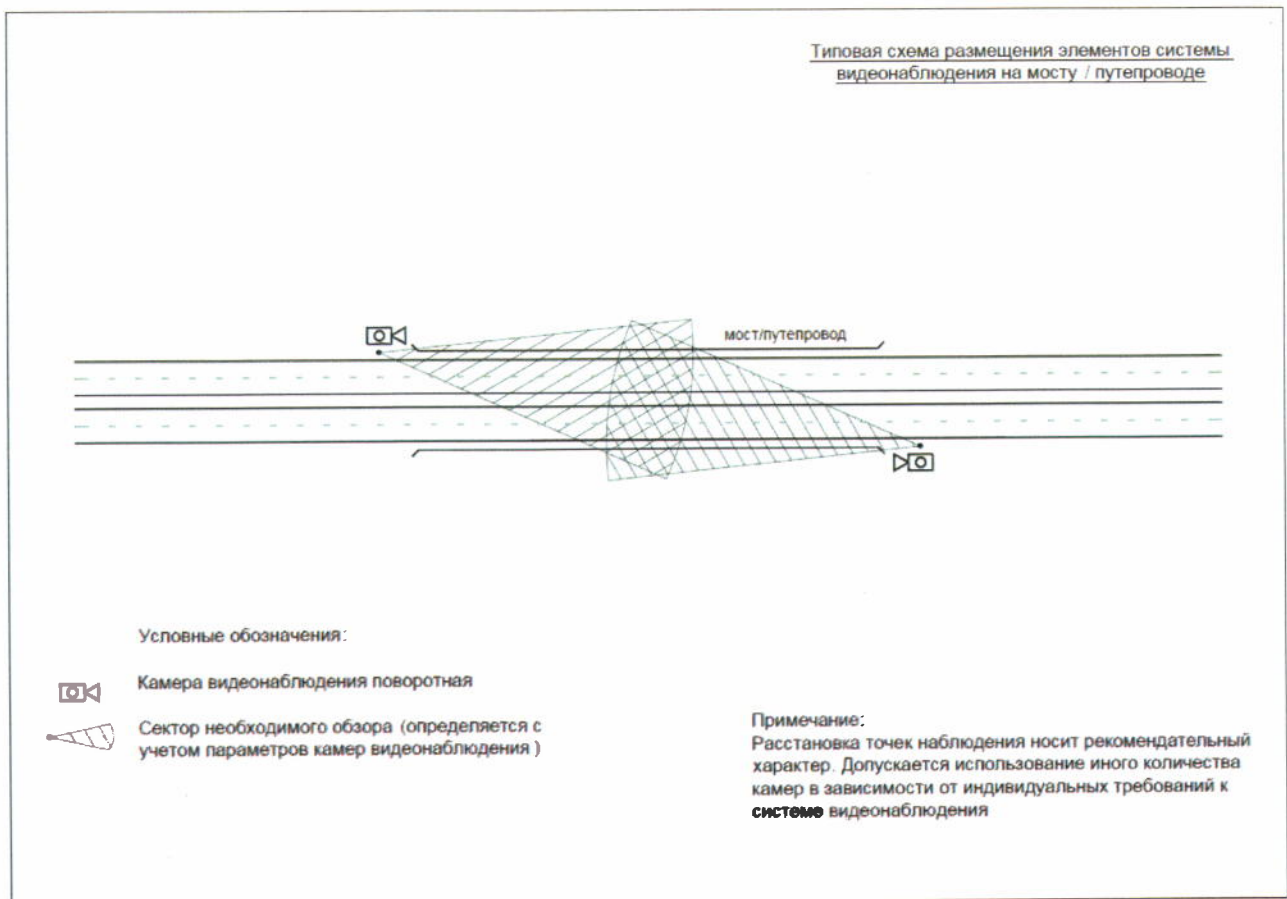 Типовая схема размещения элементов системы
видеонаблюдения на мосту / путепроводе
мост/путепровод
Условные обозначения:
Камера видеонаблюдения поворотная
Сектор необходимого обзора (определяется с
учетом параметров камер видеонаблюдения )
Примечание:
Расстановка точек наблюдения носит рекомендательный
характер. Допускается использование иного количества
камер в зависимости от индивидуальных требований к
системе видеонаблюдения